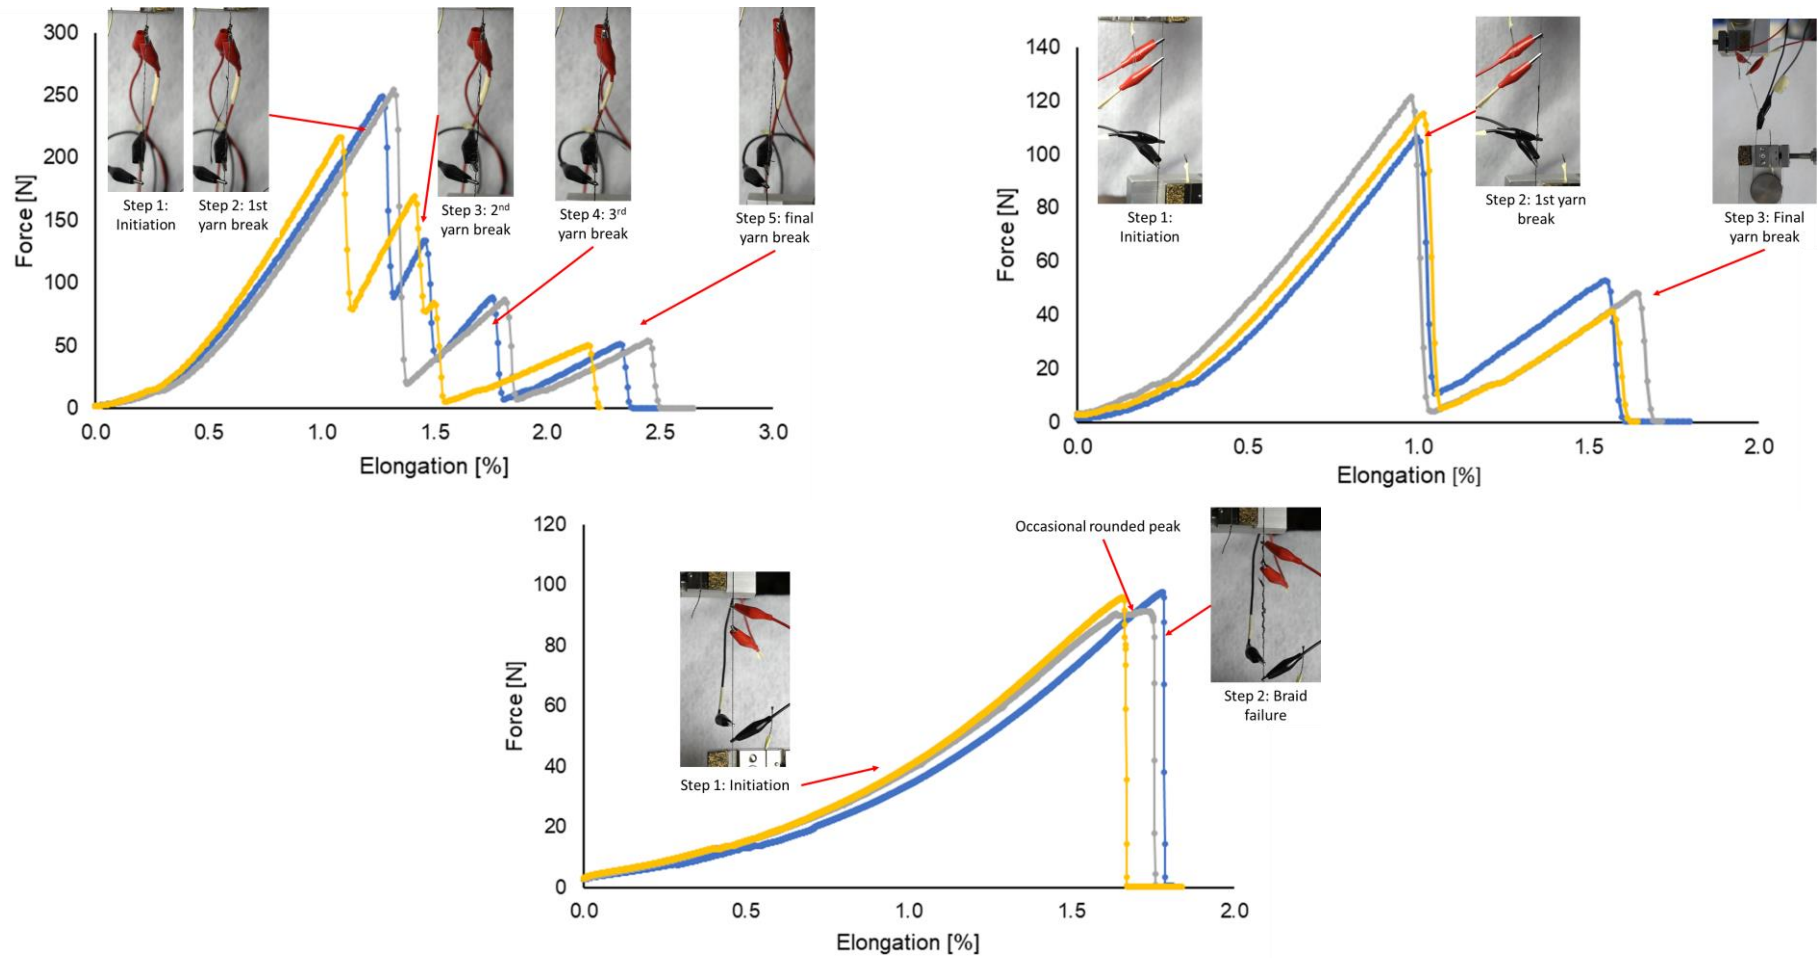 300
250
200
150
100
50
0
Force [N]
0.0 0.5 1.0 1.5 2.0 2.5 3.0
Elongation [%]
Step 1:
Initiation
Step 2: 1st
yarn break
Step 3: 2nd
yarn break
Step 4: 3rd
yarn break
Step 5: final
yarn break
140
120
100
80
60
40
20
0
Force [N]
0.0 0.5 1.0 1.5 2.0
Elongation [%]
Step 1:
Initiation
Step 2: 1st yarn
break
Step 3: Final
yarn break
120
100
80
60
40
20
0
Force [N]
0.0 0.5 1.0 1.5 2.0
Elongation [%]
Step 1: Initiation
Occasional rounded peak
Step 2: Braid
failure